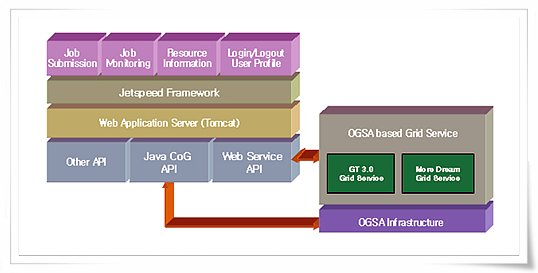 Job
Submission
Job
Monitoring
Resource
Information
Login/Logout
User Profile
Jetspeed Framework
Web Application Server (Tomcat)
Other API
Java CoG
API
Web Service
API
OGSA based Grid Service
GT 3.0
Grid Service
More Dream
Grid Service
OGSA Infrastructure